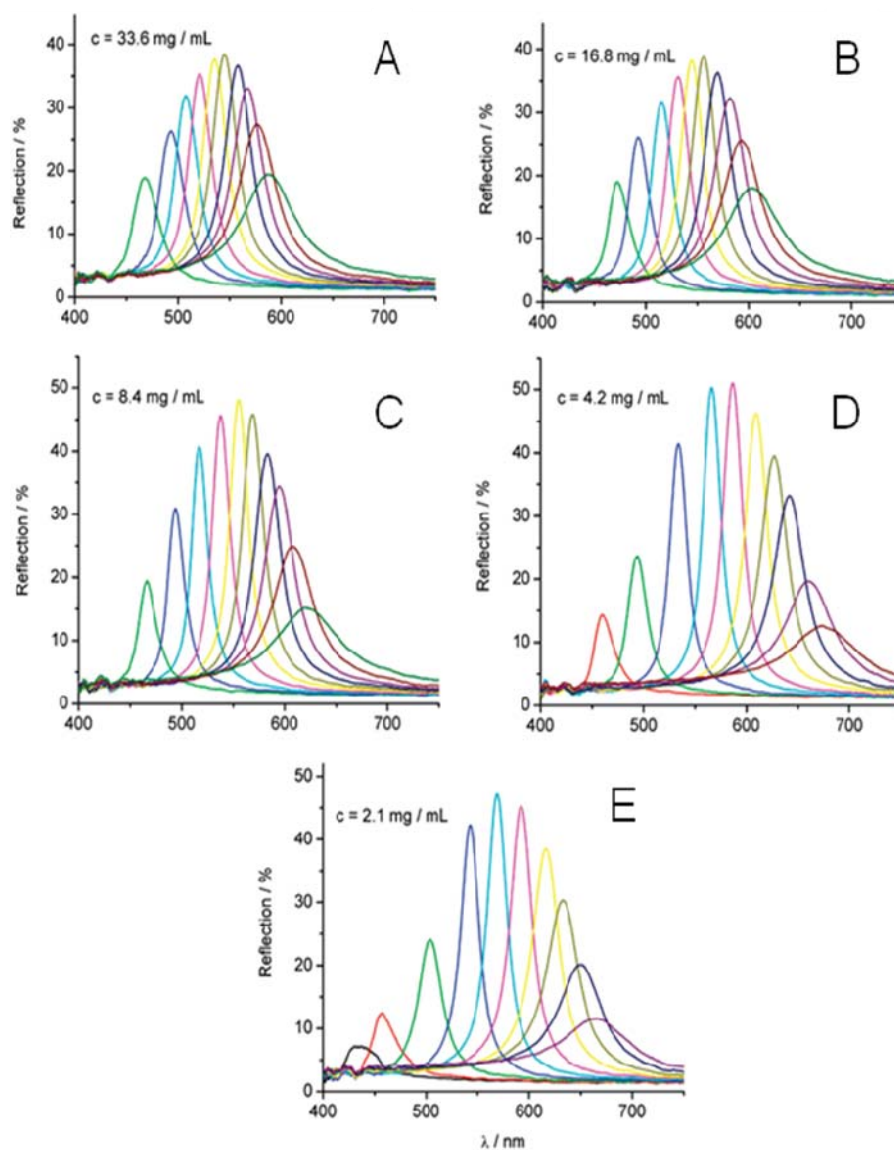 c = 33.6 mg / mL
A
Reflection / %
40
30
20
10
0
400 500 600 700
c = 16.8 mg / mL
B
Reflection / %
40
30
20
10
0
400 500 600 700
c = 8.4 mg / mL
C
Reflection / %
50
40
30
20
10
0
400 500 600 700
c = 4.2 mg / mL
D
Reflection / %
50
40
30
20
10
0
400 500 600 700
c = 2.1 mg / mL
E
Reflection / %
50
40
30
20
10
0
400 500 600 700
λ / nm